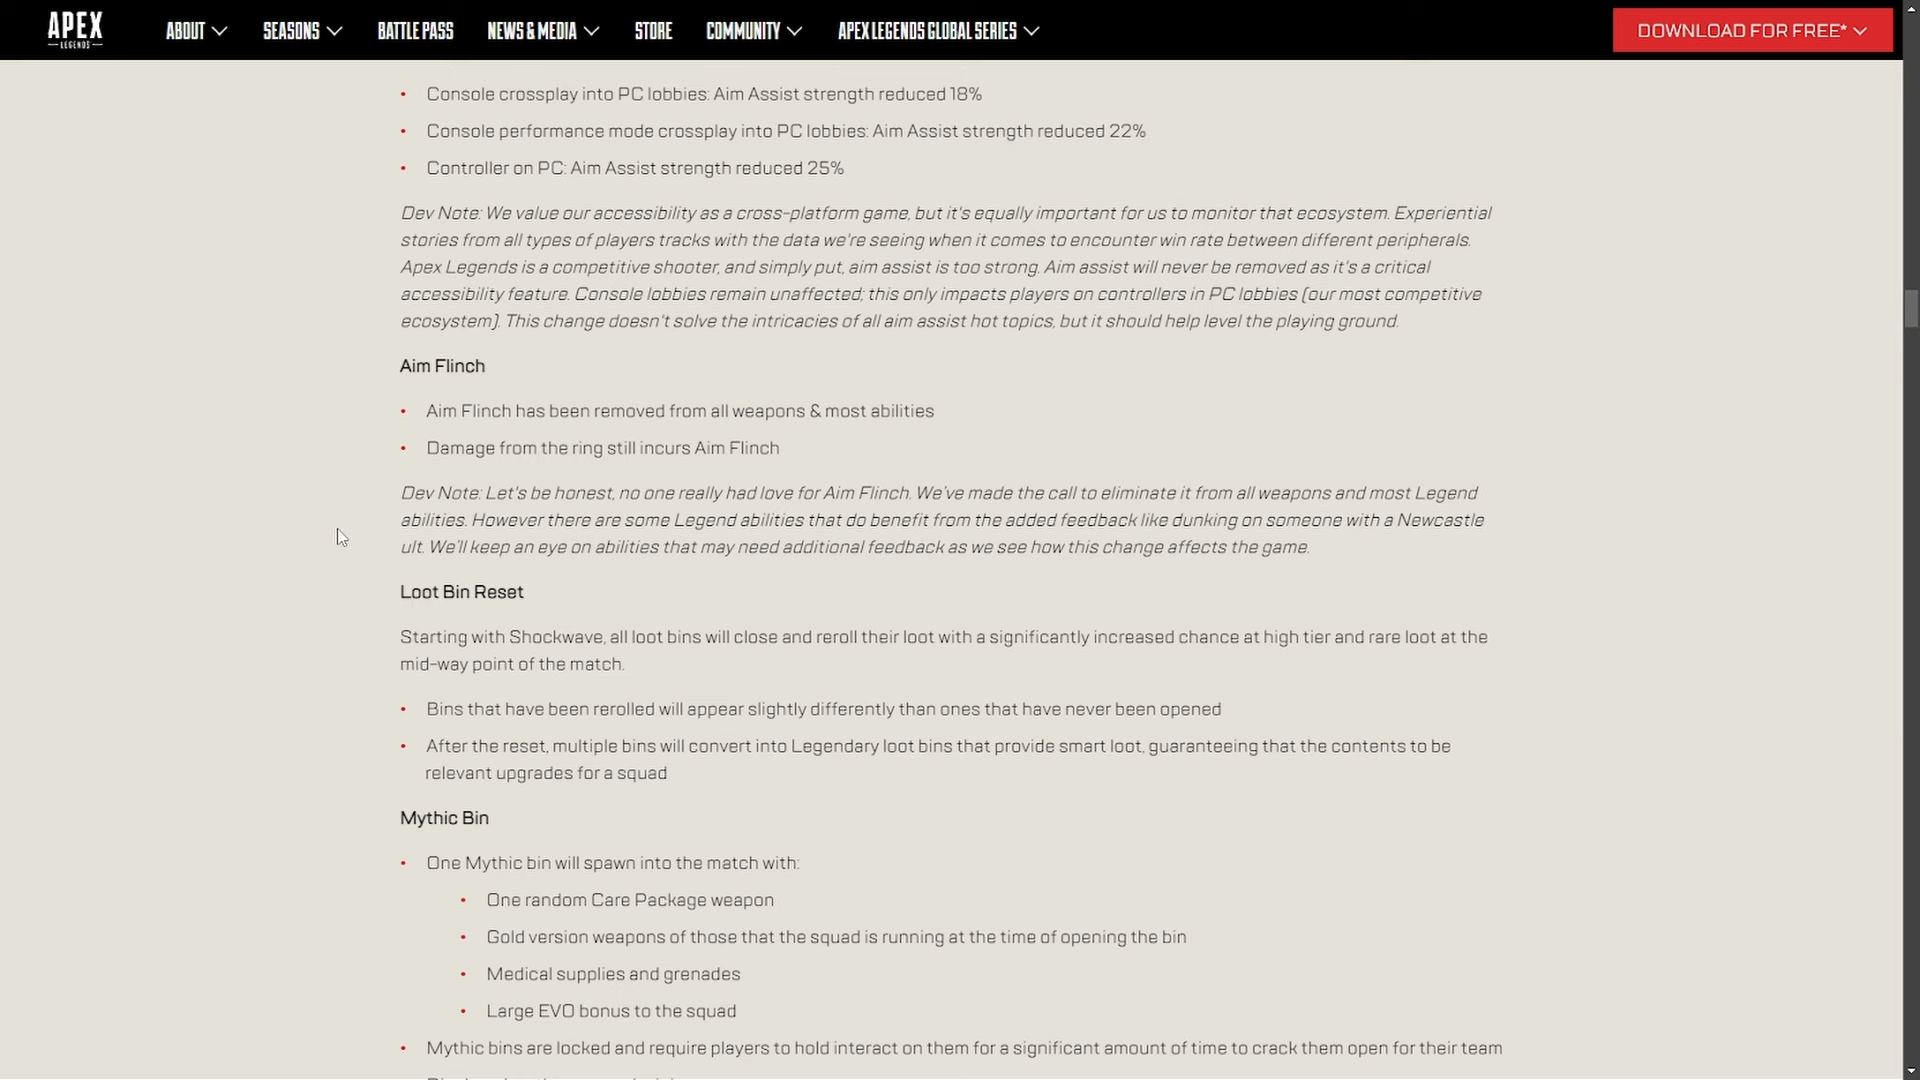 APEX
LEGENDS
ABOUT SEASONS BATTLE PASS NEWS & MEDIA STORE COMMUNITY APEX LEGENDS GLOBAL SERIES DOWNLOAD FOR FREE*
• Console crossplay into PC lobbies: Aim Assist strength reduced 18%
• Console performance mode crossplay into PC lobbies: Aim Assist strength reduced 22%
• Controller on PC: Aim Assist strength reduced 25%
Dev Note: We value our accessibility as a cross-platform game, but it's equally important for us to monitor that ecosystem. Experiential
stories from all types of players tracks with the data we're seeing when it comes to encounter win rate between different peripherals.
Apex Legends is a competitive shooter, and simply put, aim assist is too strong. Aim assist will never be removed as it's a critical
accessibility feature. Console lobbies remain unaffected; this only impacts players on controllers in PC lobbies (our most competitive
ecosystem). This change doesn't solve the intricacies of all aim assist hot topics, but it should help level the playing ground.
Aim Flinch
• Aim Flinch has been removed from all weapons & most abilities
• Damage from the ring still incurs Aim Flinch
Dev Note: Let's be honest, no one really had love for Aim Flinch. We've made the call to eliminate it from all weapons and most Legend
abilities. However there are some Legend abilities that do benefit from the added feedback like dunking on someone with a Newcastle
ult. We'll keep an eye on abilities that may need additional feedback as we see how this change affects the game.
Loot Bin Reset
Starting with Shockwave, all loot bins will close and reroll their loot with a significantly increased chance at high tier and rare loot at the
mid-way point of the match.
• Bins that have been rerolled will appear slightly differently than ones that have never been opened
• After the reset, multiple bins will convert into Legendary loot bins that provide smart loot, guaranteeing that the contents to be
relevant upgrades for a squad
Mythic Bin
• One Mythic bin will spawn into the match with:
• One random Care Package weapon
• Gold version weapons of those that the squad is running at the time of opening the bin
• Medical supplies and grenades
• Large EVO bonus to the squad
• Mythic bins are locked and require players to hold interact on them for a significant amount of time to crack them open for their team